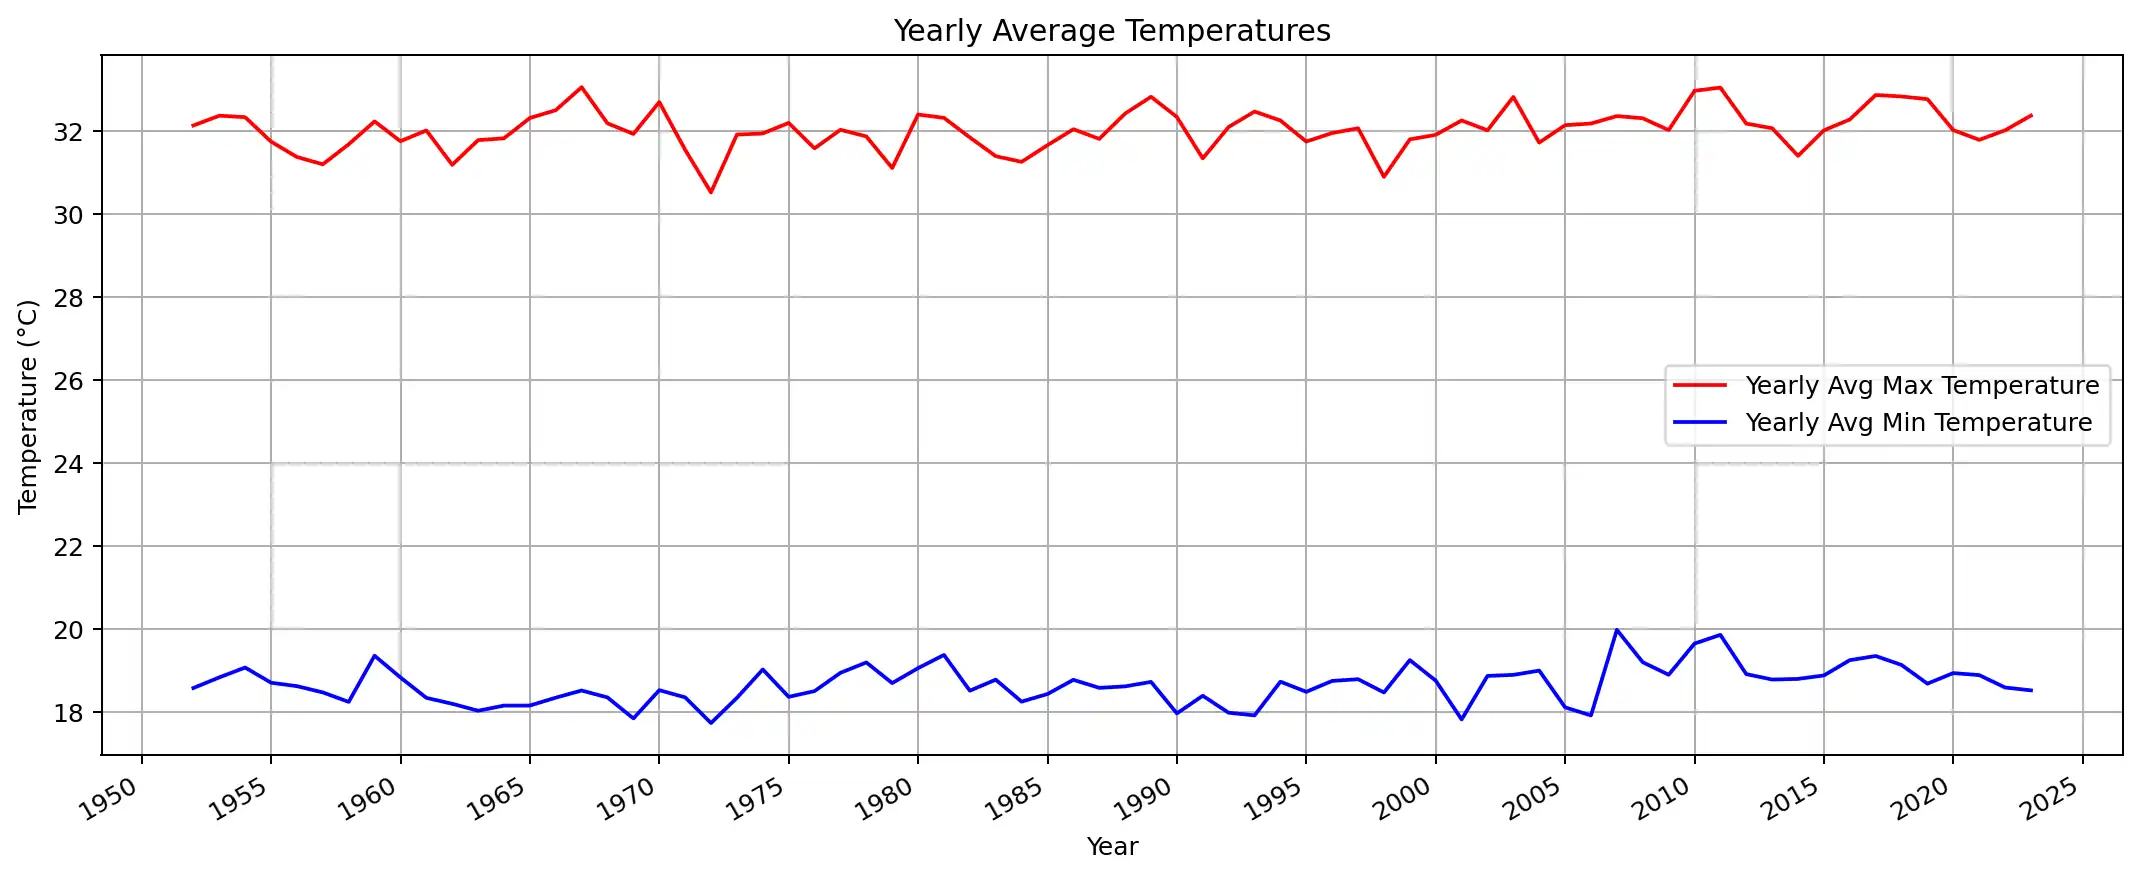 Yearly Average Temperatures
Temperature (°C)
32
30
28
26
24
22
20
18
Yearly Avg Max Temperature
Yearly Avg Min Temperature
1950 1955 1960 1965 1970 1975 1980 1985 1990 1995 2000 2005 2010 2015 2020 2025
Year